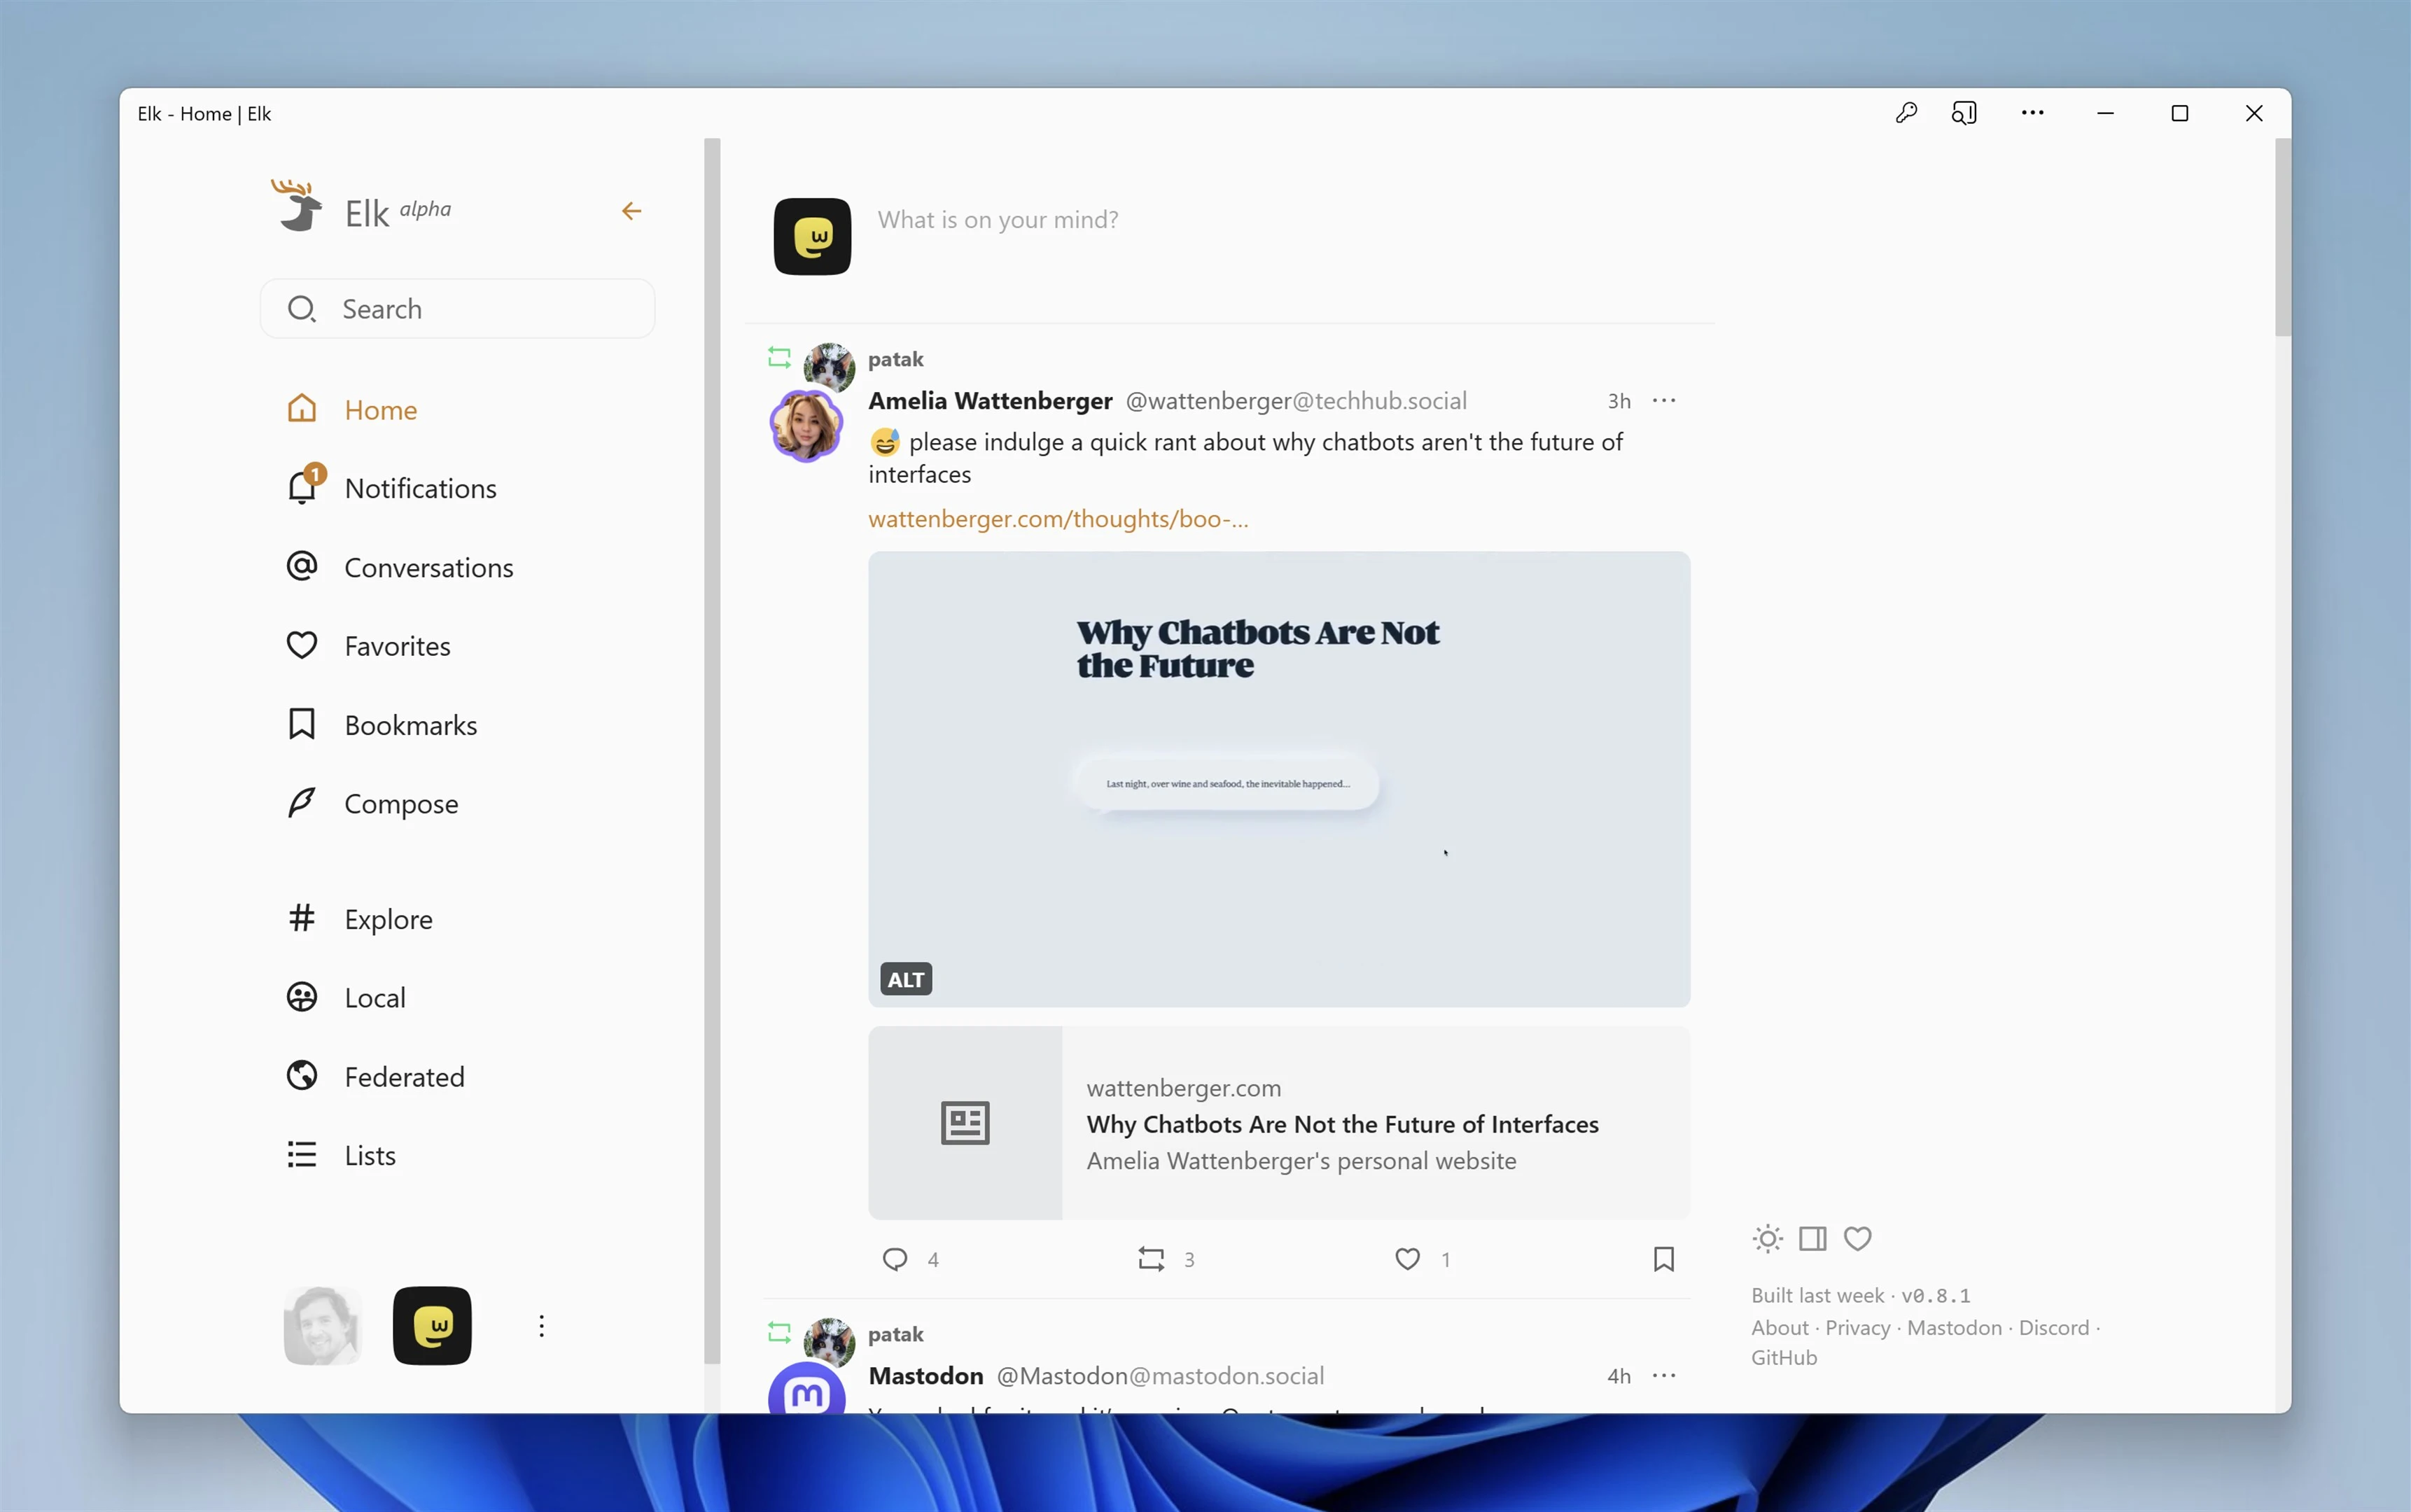 Elk - Home | Elk
Elk alpha
Search
Home
1
Notifications
Conversations
Favorites
Bookmarks
Compose
Explore
Local
Federated
Lists
What is on your mind?
patak
Amelia Wattenberger @wattenberger@techhub.social 3h
😅 please indulge a quick rant about why chatbots aren't the future of
interfaces
wattenberger.com/thoughts/boo-...
Why Chatbots Are Not
the Future
Last night, over wine and seafood, the inevitable happened...
ALT
wattenberger.com
Why Chatbots Are Not the Future of Interfaces
Amelia Wattenberger's personal website
4 3 1
patak
Mastodon @Mastodon@mastodon.social 4h
Built last week · v0.8.1
About · Privacy · Mastodon · Discord ·
GitHub